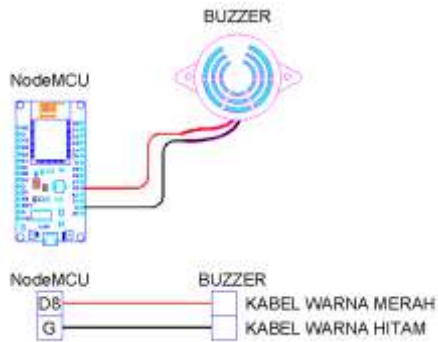 BUZZER
NodeMCU
NodeMCU BUZZER
D8 KABEL WARNA MERAH
G KABEL WARNA HITAM